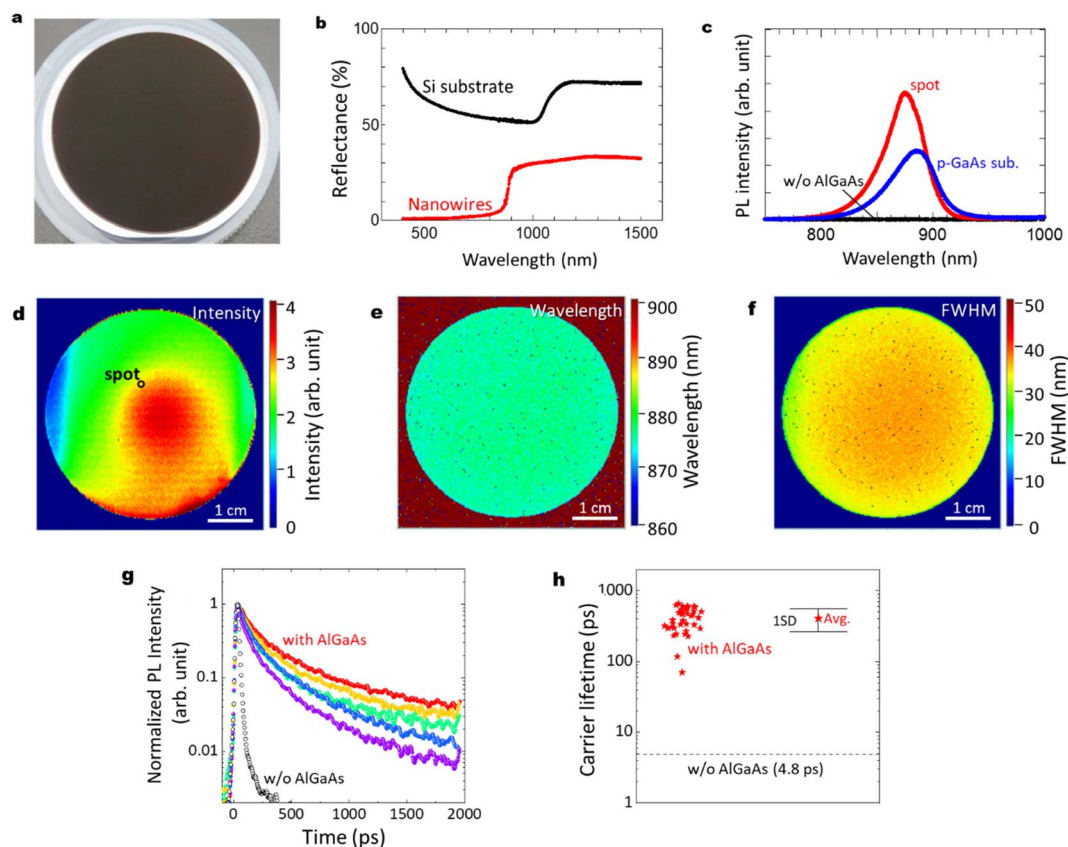 a
b
100
50
0
Reflectance (%)
Si substrate
Nanowires
500
1000
1500
Wavelength (nm)
c
PL intensity (arb. unit)
spot
p-GaAs sub.
w/o AlGaAs
800
900
1000
Wavelength (nm)
d
Intensity
spot
1 cm
4
3
2
1
0
Intensity (arb. unit)
e
Wavelength
1 cm
900
890
880
870
860
Wavelength (nm)
f
FWHM
1 cm
50
40
30
20
10
0
FWHM (nm)
g
Normalized PL Intensity
(arb. unit)
1
0.1
0.01
with AlGaAs
w/o AlGaAs
0
500
1000
1500
2000
Time (ps)
h
Carrier lifetime (ps)
1,000
100
10
1
with AlGaAs
1SD
Avg.
w/o AlGaAs (4.8 ps)